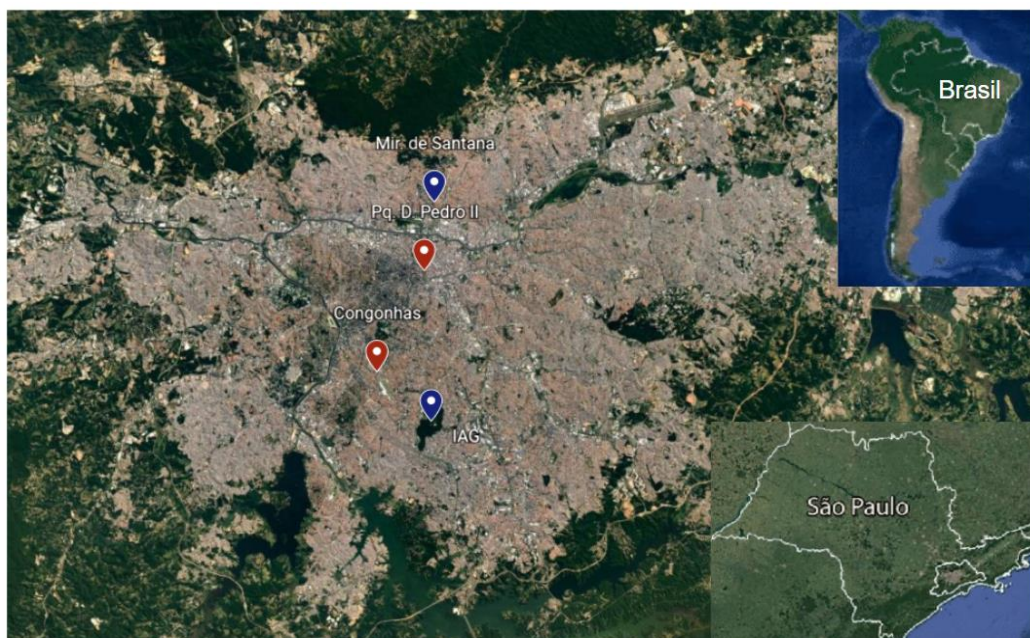 Brasil
Mir. de Santana
Pq. D. Pedro II
Congonhas
IAG
São Paulo